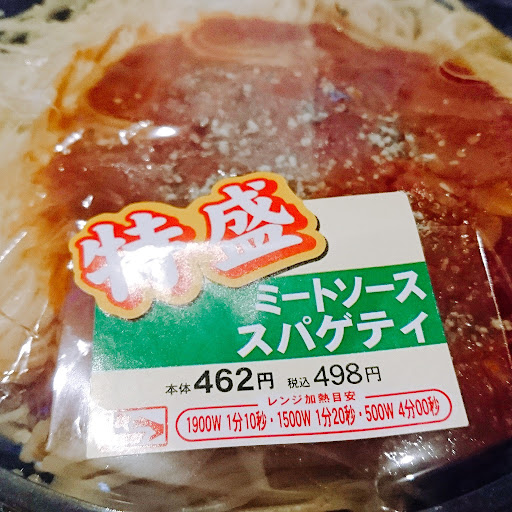 特盛
ミートソース
スパゲティ
本体462円 税込498円
レンジ加熱目安
1900W 1分10秒・1500W 1分20秒・500W 4分00秒